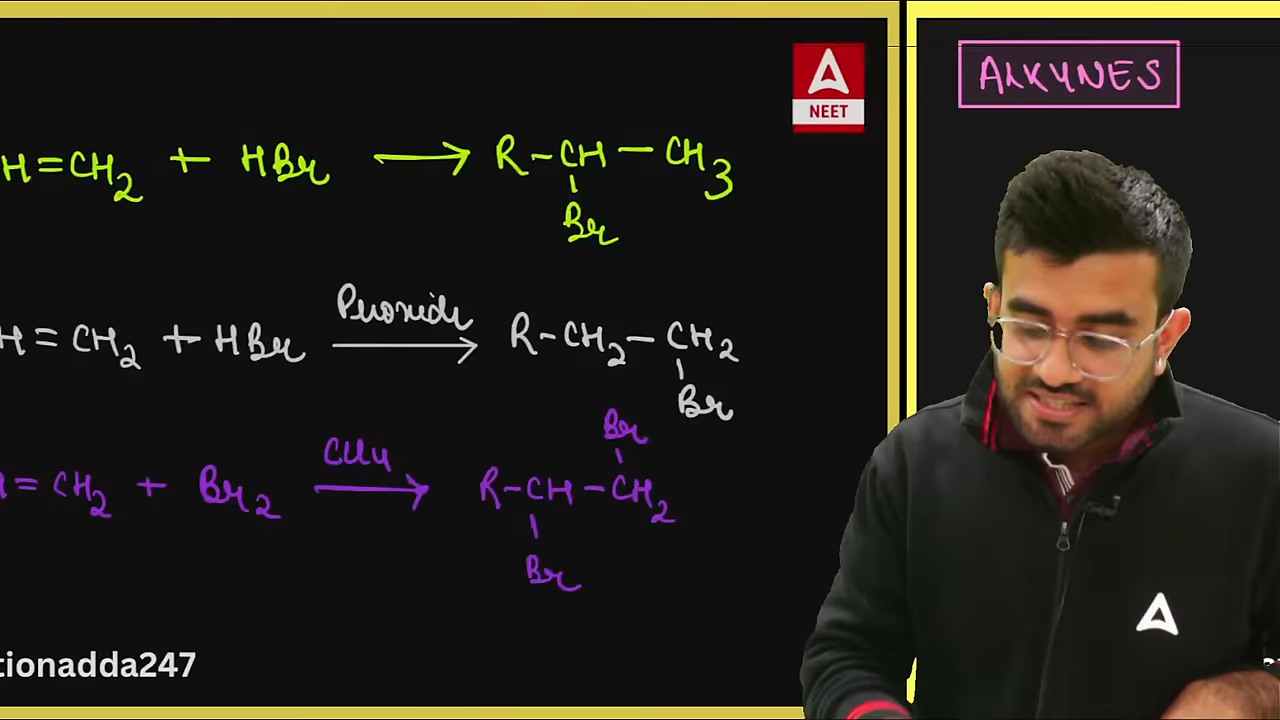 H=CH2 + HBr → R-CH-CH3
Br
Peroxide
H=CH2 + HBr → R-CH2-CH2
Br
Br
CCl4
H=CH2 + Br2 → R-CH-CH2
Br
tionadda247
NEET
ALKYNES